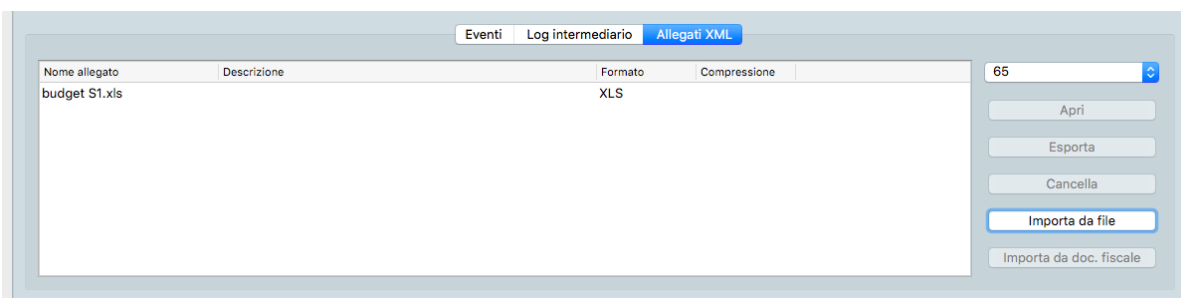 Eventi Log intermediario Allegati XML
Nome allegato Descrizione Formato Compressione
65
budget S1.xls XLS
Apri
Esporta
Cancella
Importa da file
Importa da doc. fiscale